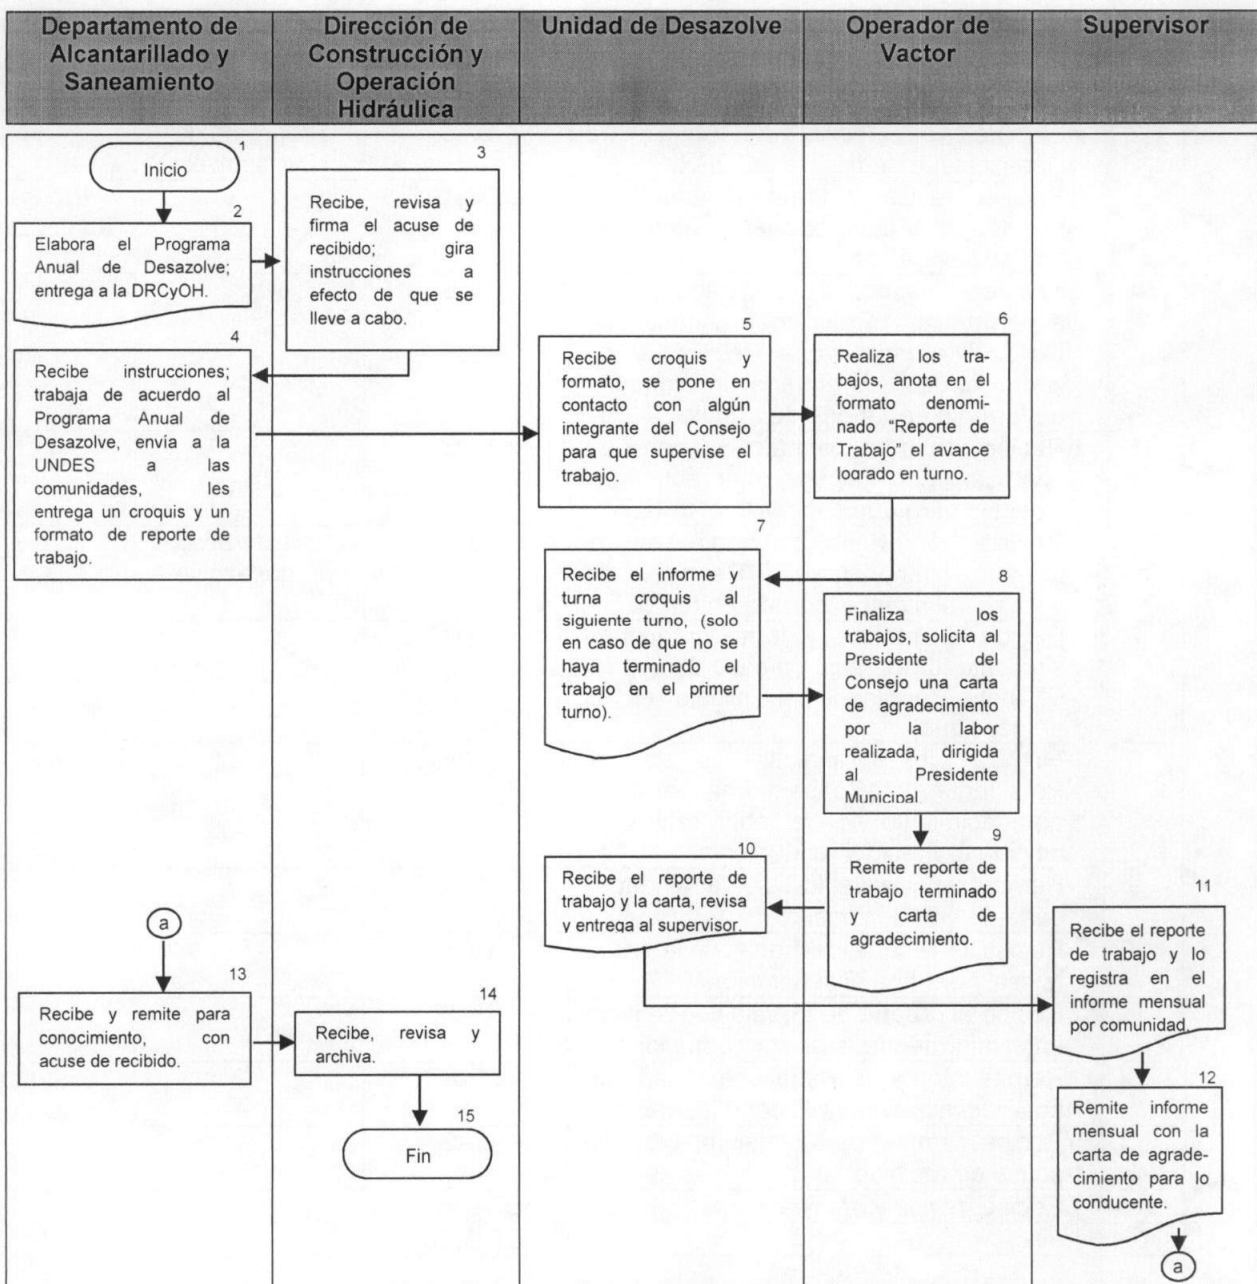 Departamento de
Alcantarillado y
Saneamiento
Dirección de
Construcción y
Operación
Hidráulica
Unidad de Desazolve
Operador de
Vactor
Supervisor
1
Inicio
2
Elabora el Programa
Anual de Desazolve;
entrega a la DRCyOH.
3
Recibe, revisa y
firma el acuse de
recibido; gira
instrucciones a
efecto de que se
lleve a cabo.
4
Recibe instrucciones;
trabaja de acuerdo al
Programa Anual de
Desazolve, envía a la
UNDES a las
comunidades, les
entrega un croquis y un
formato de reporte de
trabajo.
5
Recibe croquis y
formato, se pone en
contacto con algún
integrante del Consejo
para que supervise el
trabajo.
6
Realiza los tra-
bajos, anota en el
formato denomi-
nado “Reporte de
Trabajo” el avance
logrado en turno.
7
Recibe el informe y
turna croquis al
siguiente turno, (solo
en caso de que no se
haya terminado el
trabajo en el primer
turno).
8
Finaliza los
trabajos, solicita al
Presidente del
Consejo una carta
de agradecimiento
por la labor
realizada, dirigida
al Presidente
Municipal
9
Remite reporte de
trabajo terminado
y carta de
agradecimiento.
10
Recibe el reporte de
trabajo y la carta, revisa
y entrega al supervisor.
11
Recibe el reporte
de trabajo y lo
registra en el
informe mensual
por comunidad.
12
Remite informe
mensual con la
carta de agrade-
cimiento para lo
conducente.
a
a
13
Recibe y remite para
conocimiento, con
acuse de recibido.
14
Recibe, revisa y
archiva.
15
Fin